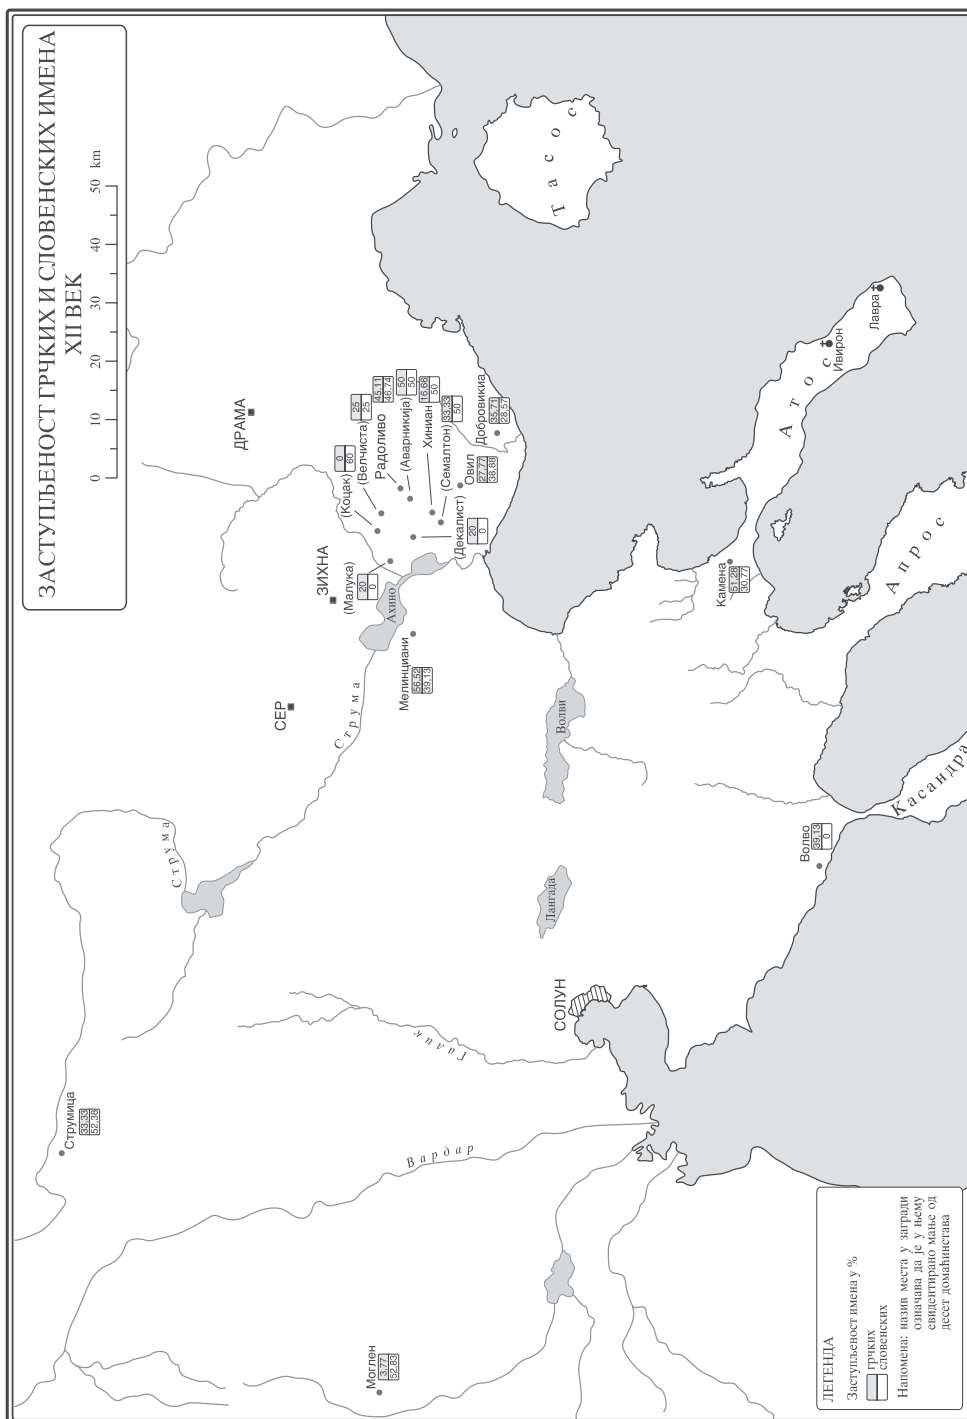 ЗАСТУПЉЕНОСТ ГРЧКИХ И СЛОВЕНСКИХ ИМЕНА
XII ВЕК
0 10 20 30 40 50 km
Струмица
33,33
52,38
Моглен
3,77
52,83
Струма
Струма
Галик
Вардар
СЕР
ЗИХНА
ДРАМА
(Малука)
20
0
(Коцак)
0
60
(Велчиста)
25
25
Радоливо
45,11
46,74
(Аварникија)
50
50
Хиниан
16,66
50
(Семалтон)
33,33
50
Овил
27,77
38,88
Добровикиа
35,71
28,57
(Декалист)
20
0
Ахино
Мелинциани
56,52
39,13
Волви
Лангада
СОЛУН
Волво
39,13
0
Камена
51,28
30,77
Тасос
Атос
Ивирон
Лавра
Апрос
Касандра
ЛЕГЕНДА
Заступљеност имена у %
грчких
словенских
Напомена: назив места у загради
означава да је у њему
евидентирано мање од
десет домаћинстава